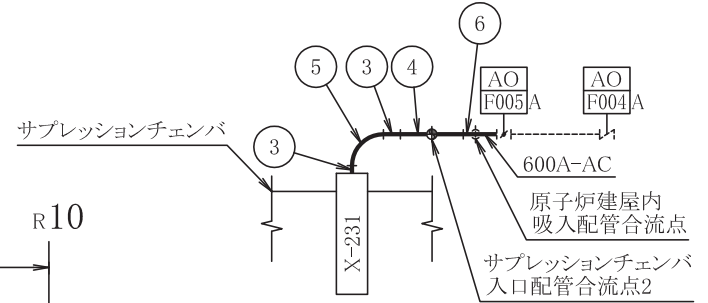 6
5
3
4
AO
F005 A
AO
F004 A
サプレッションチェンバ
3
600A-AC
原子炉建屋内
吸入配管合流点
R10
X-231
サプレッションチェンバ
入口配管合流点2